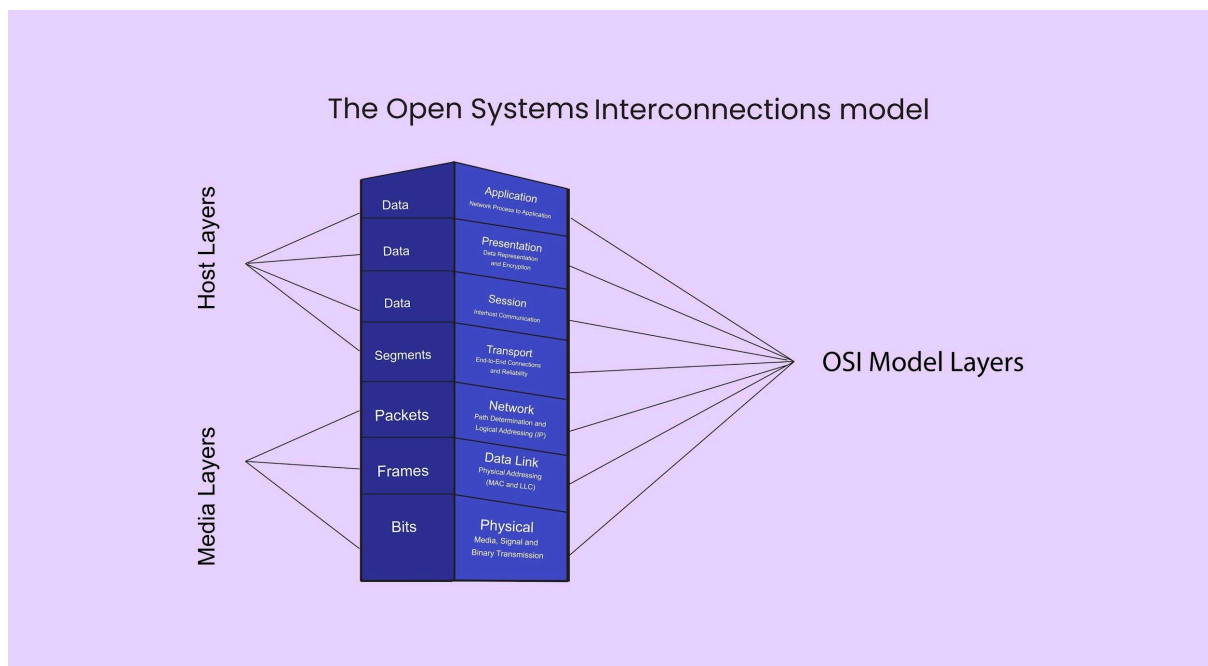 The Open Systems Interconnections model
Host Layers
Media Layers
Data
Application
Network Process to Application
Data
Presentation
Data Representation
and Encryption
Data
Session
Interhost Communication
Segments
Transport
End-to-End Connections
and Reliability
Packets
Network
Path Determination and
Logical Addressing (IP)
Frames
Data Link
Physical Addressing
(MAC and LLC)
Bits
Physical
Media, Signal and
Binary Transmission
OSI Model Layers